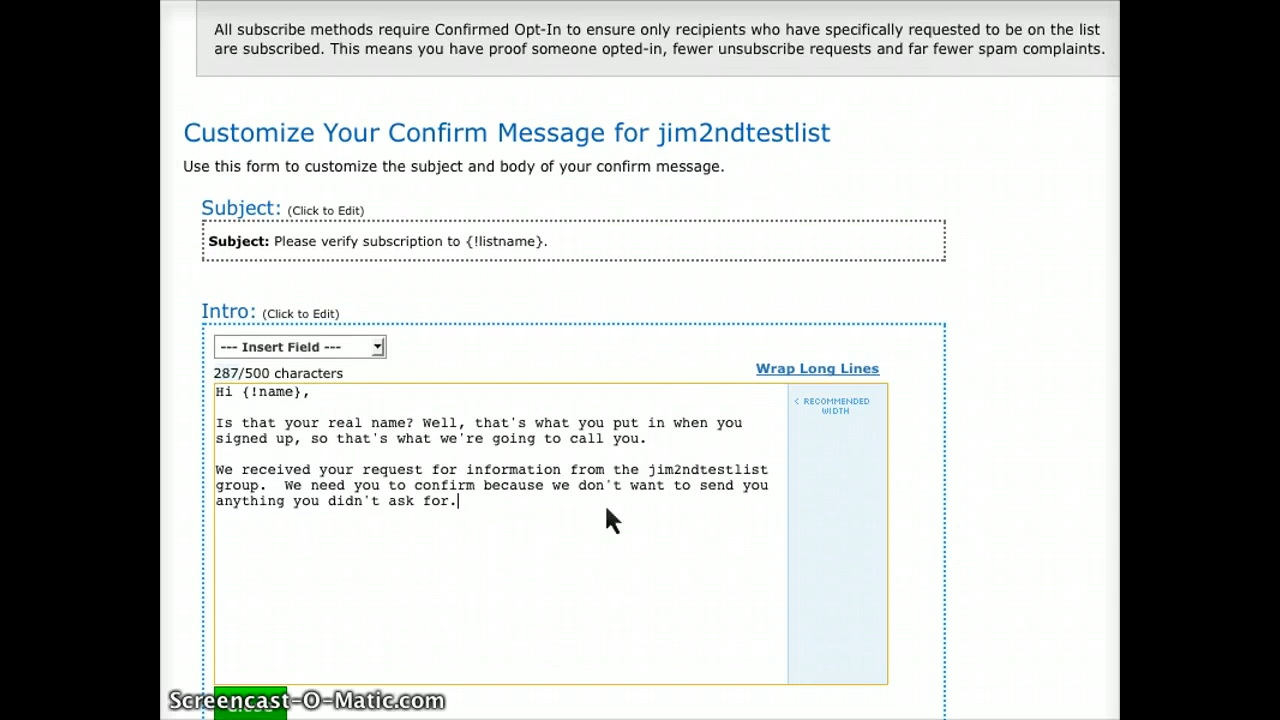 All subscribe methods require Confirmed Opt-In to ensure only recipients who have specifically requested to be on the list
are subscribed. This means you have proof someone opted-in, fewer unsubscribe requests and far fewer spam complaints.
Customize Your Confirm Message for jim2ndtestlist
Use this form to customize the subject and body of your confirm message.
Subject: (Click to Edit)
Subject: Please verify subscription to {!listname}.
Intro: (Click to Edit)
--- Insert Field ---
287/500 characters
Wrap Long Lines
Hi {!name},
< RECOMMENDED
WIDTH
Is that your real name? Well, that's what you put in when you
signed up, so that's what we're going to call you.
We received your request for information from the jim2ndtestlist
group.  We need you to confirm because we don't want to send you
anything you didn't ask for.
Screencast-O-Matic.com